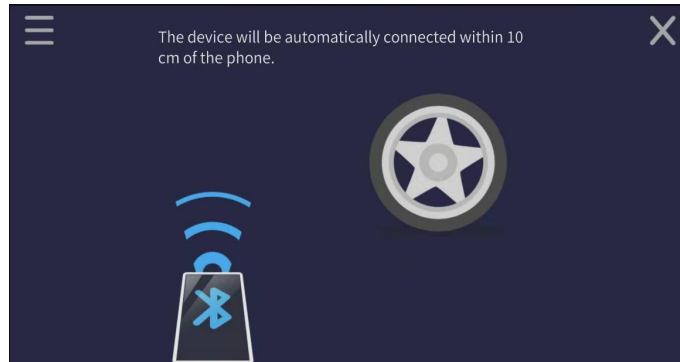 The device will be automatically connected within 10
cm of the phone.